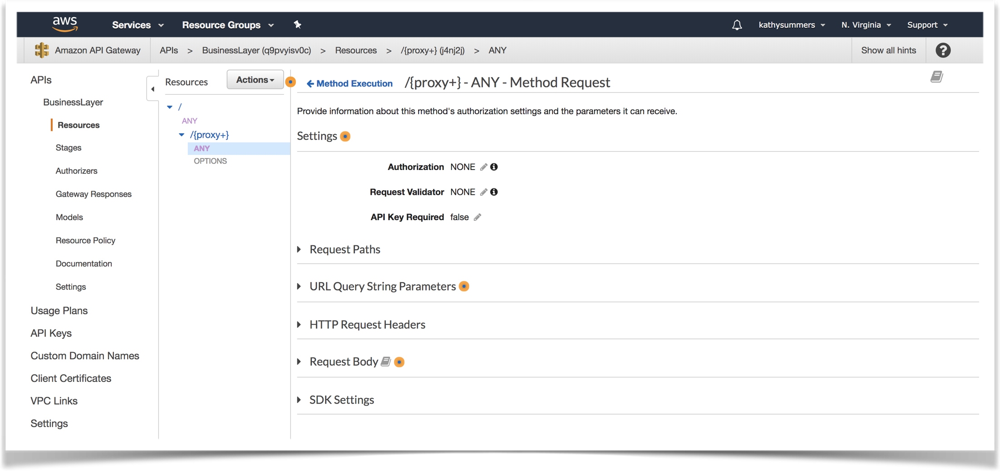 aws Services Resource Groups kathysummers N. Virginia Support
Amazon API Gateway APIs > BusinessLayer (q9pvyisv0c) > Resources > /{proxy+} (j4nj2j) > ANY Show all hints ?
APIs
BusinessLayer
Resources
Stages
Authorizers
Gateway Responses
Models
Resource Policy
Documentation
Settings
Usage Plans
API Keys
Custom Domain Names
Client Certificates
VPC Links
Settings
Resources Actions
/
ANY
/{proxy+}
ANY
OPTIONS
Method Execution /{proxy+} - ANY - Method Request
Provide information about this method's authorization settings and the parameters it can receive.
Settings
Authorization NONE
Request Validator NONE
API Key Required false
Request Paths
URL Query String Parameters
HTTP Request Headers
Request Body
SDK Settings